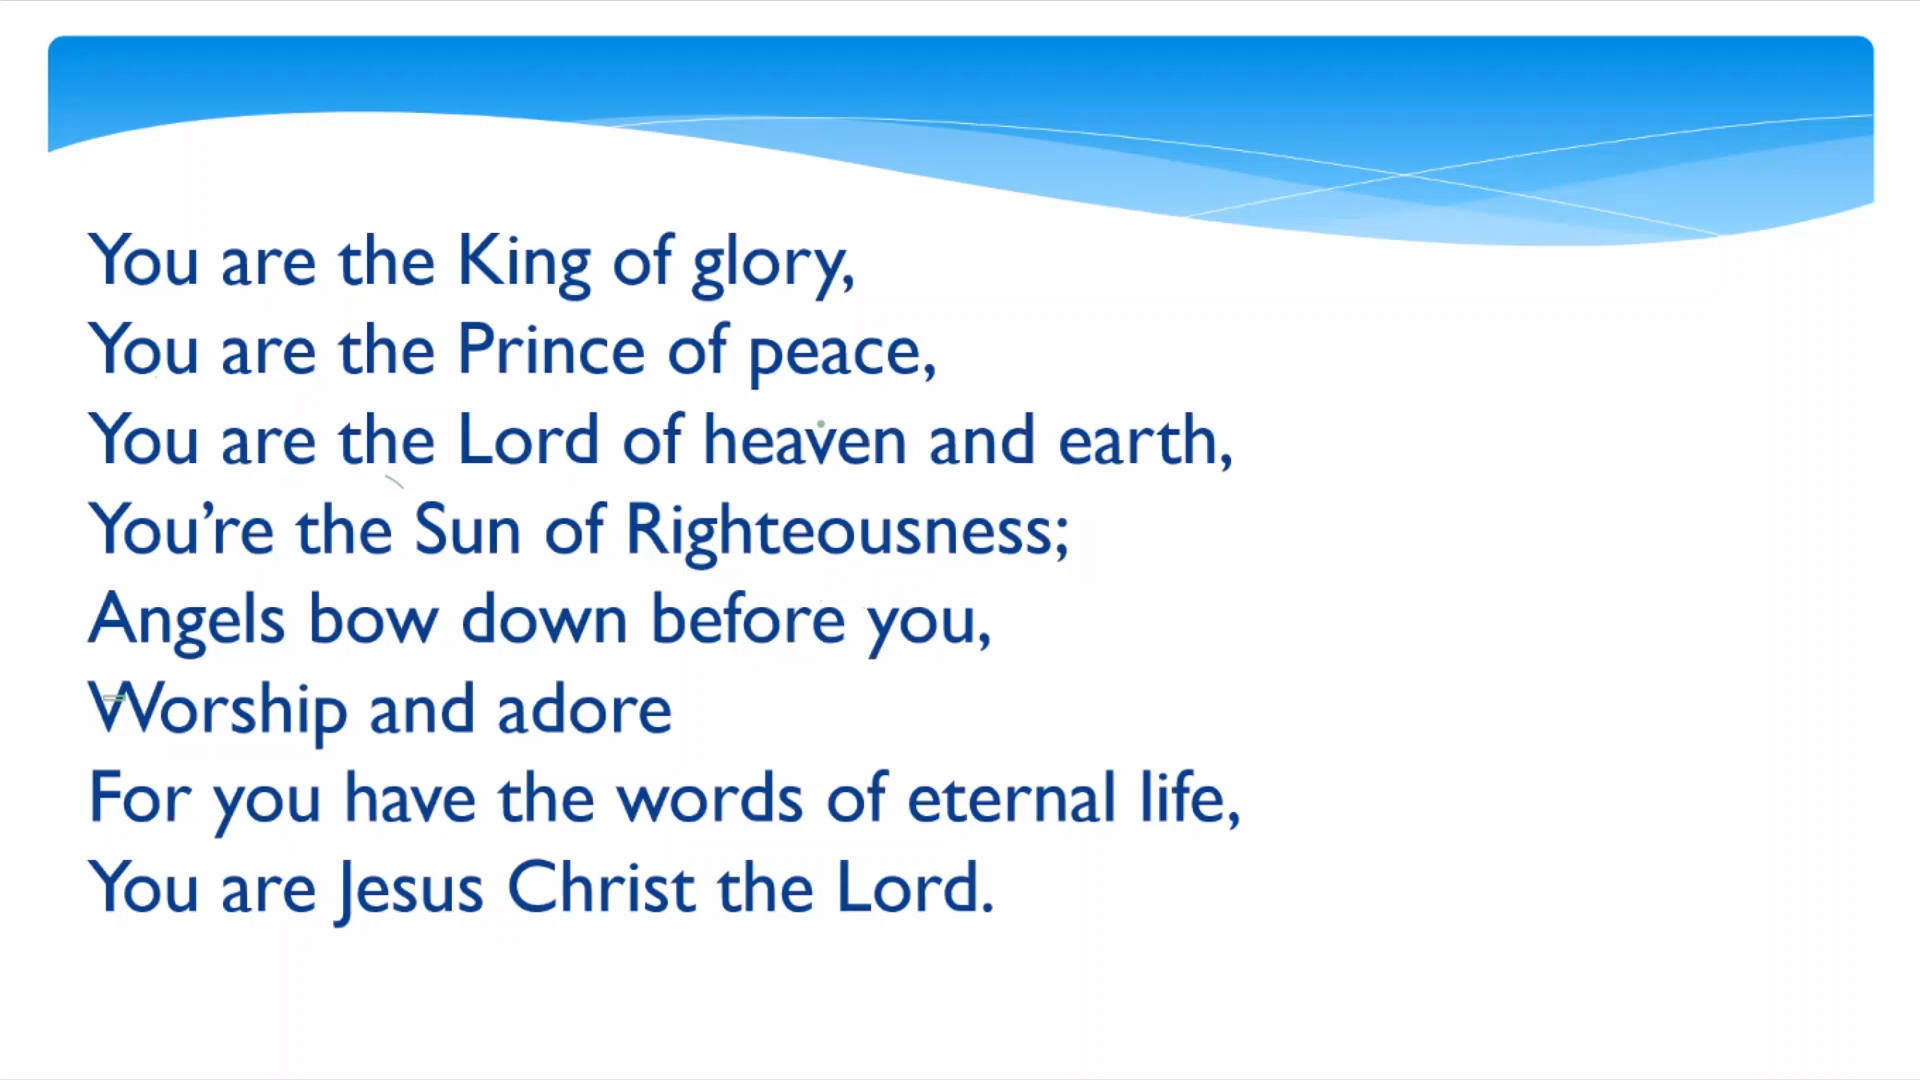 You are the King of glory,
You are the Prince of peace,
You are the Lord of heaven and earth,
You’re the Sun of Righteousness;
Angels bow down before you,
Worship and adore
For you have the words of eternal life,
You are Jesus Christ the Lord.